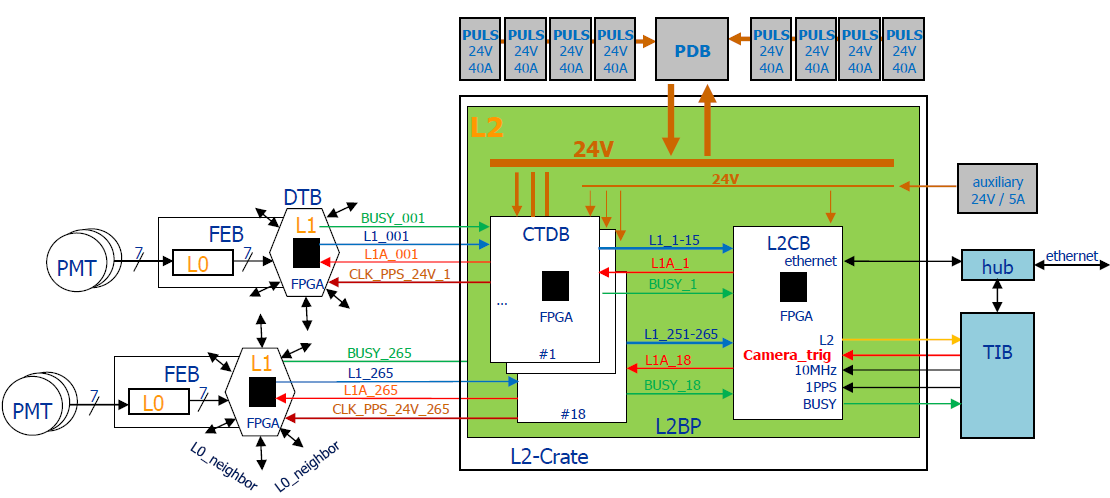 PULS
24V
40A
PULS
24V
40A
PULS
24V
40A
PULS
24V
40A
PDB
PULS
24V
40A
PULS
24V
40A
PULS
24V
40A
PULS
24V
40A
L2
24V
24V
auxiliary
24V / 5A
DTB
FEB
L1
PMT
7
L0
7
FPGA
BUSY_001
L1_001
L1A_001
CLK_PPS_24V_1
CTDB
FPGA
...
#1
#18
L1_1-15
L1A_1
BUSY_1
L1_251-265
L1A_18
BUSY_18
L2CB
ethernet
FPGA
L2
Camera_trig
10MHz
1PPS
BUSY
hub
ethernet
TIB
FEB
L1
PMT
7
L0
7
FPGA
BUSY_265
L1_265
L1A_265
CLK_PPS_24V_265
L0_neighbor
L0_neighbor
L2BP
L2-Crate